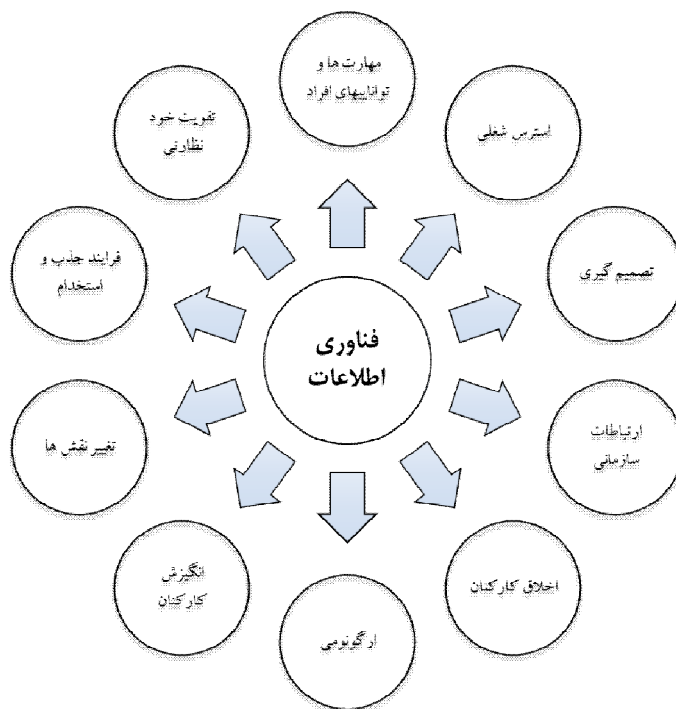 مهارت ها و
تواناییهای افراد
استرس شغلی
تصمیم گیری
ارتباطات
سازمانی
اخلاق کارکنان
ارگونومی
انگیزش
کارکنان
تغییر نقش ها
فرایند جذب و
استخدام
تقویت خود
نظارتی
فناوری
اطلاعات